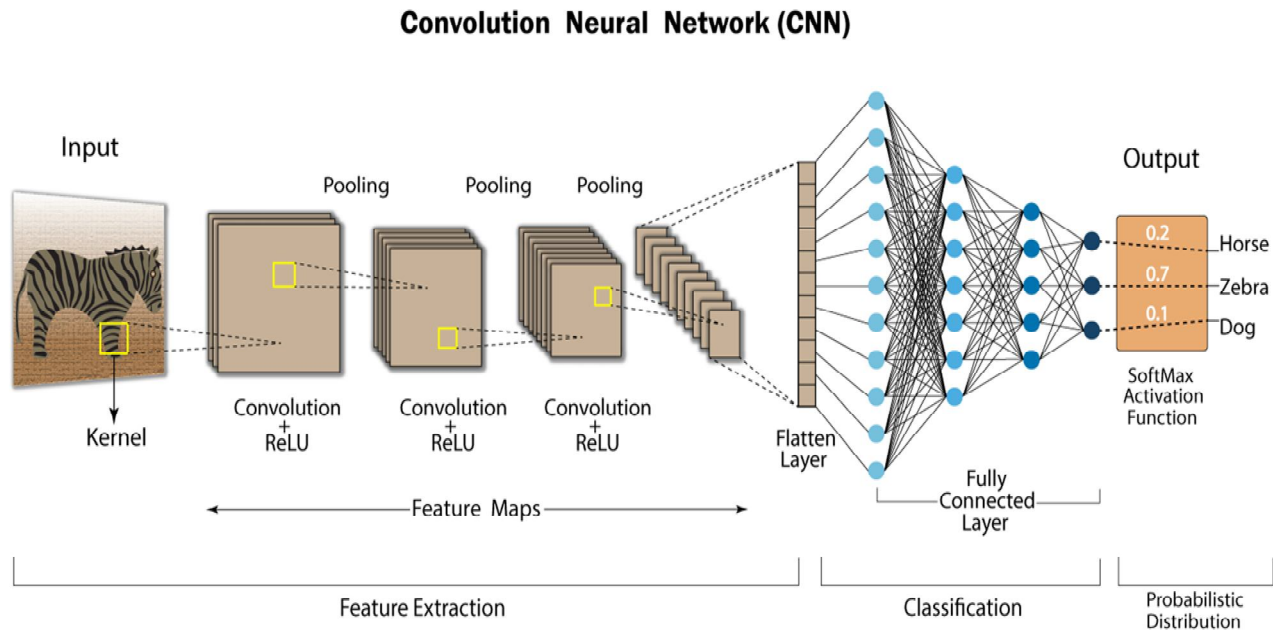 Convolution Neural Network (CNN)
Input
Output
Pooling
Pooling
Pooling
0.2
Horse
0.7
Zebra
0.1
Dog
Kernel
Convolution
+
ReLU
Convolution
+
ReLU
Convolution
+
ReLU
Flatten
Layer
SoftMax
Activation
Function
Feature Maps
Fully
Connected
Layer
Feature Extraction
Classification
Probabilistic
Distribution